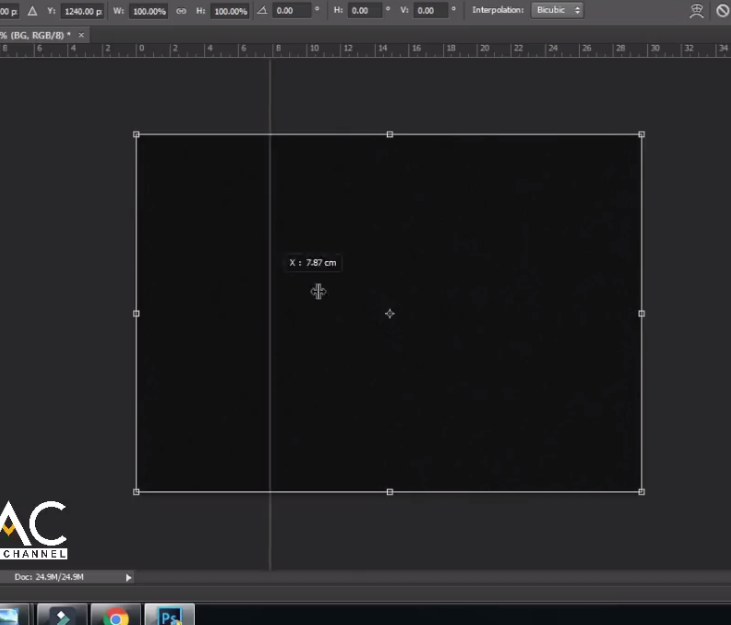 00 p: Y: 1240.00 p: W: 100.00% H: 100.00% 0.00 ° H: 0.00 ° V: 0.00 ° Interpolation: Bicubic
% (BG, RGB/8) * ×
8 6 4 2 0 2 4 6 8 10 12 14 16 18 20 22 24 26 28 30 32 34
X : 7.87 cm
AC
CHANNEL
Doc: 24.9M/24.9M
Ps